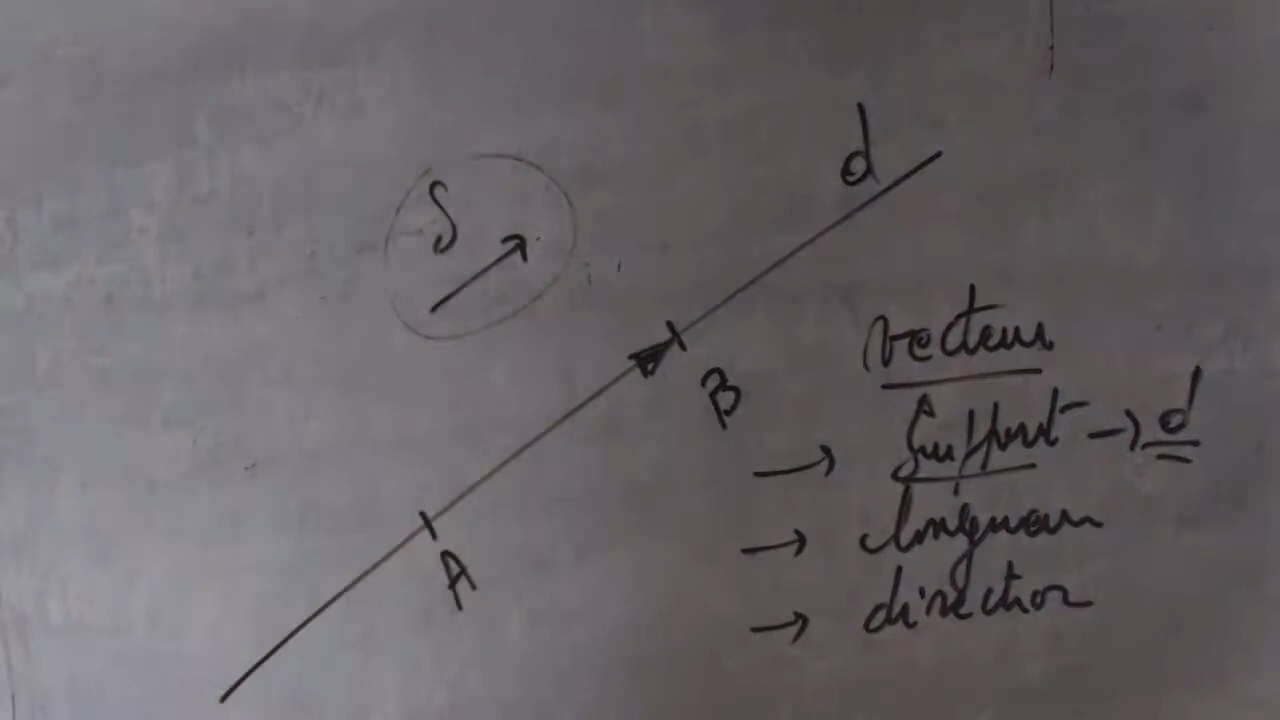 d
S
vecteur
B
→ Support → d
→ longueur
A
→ direction